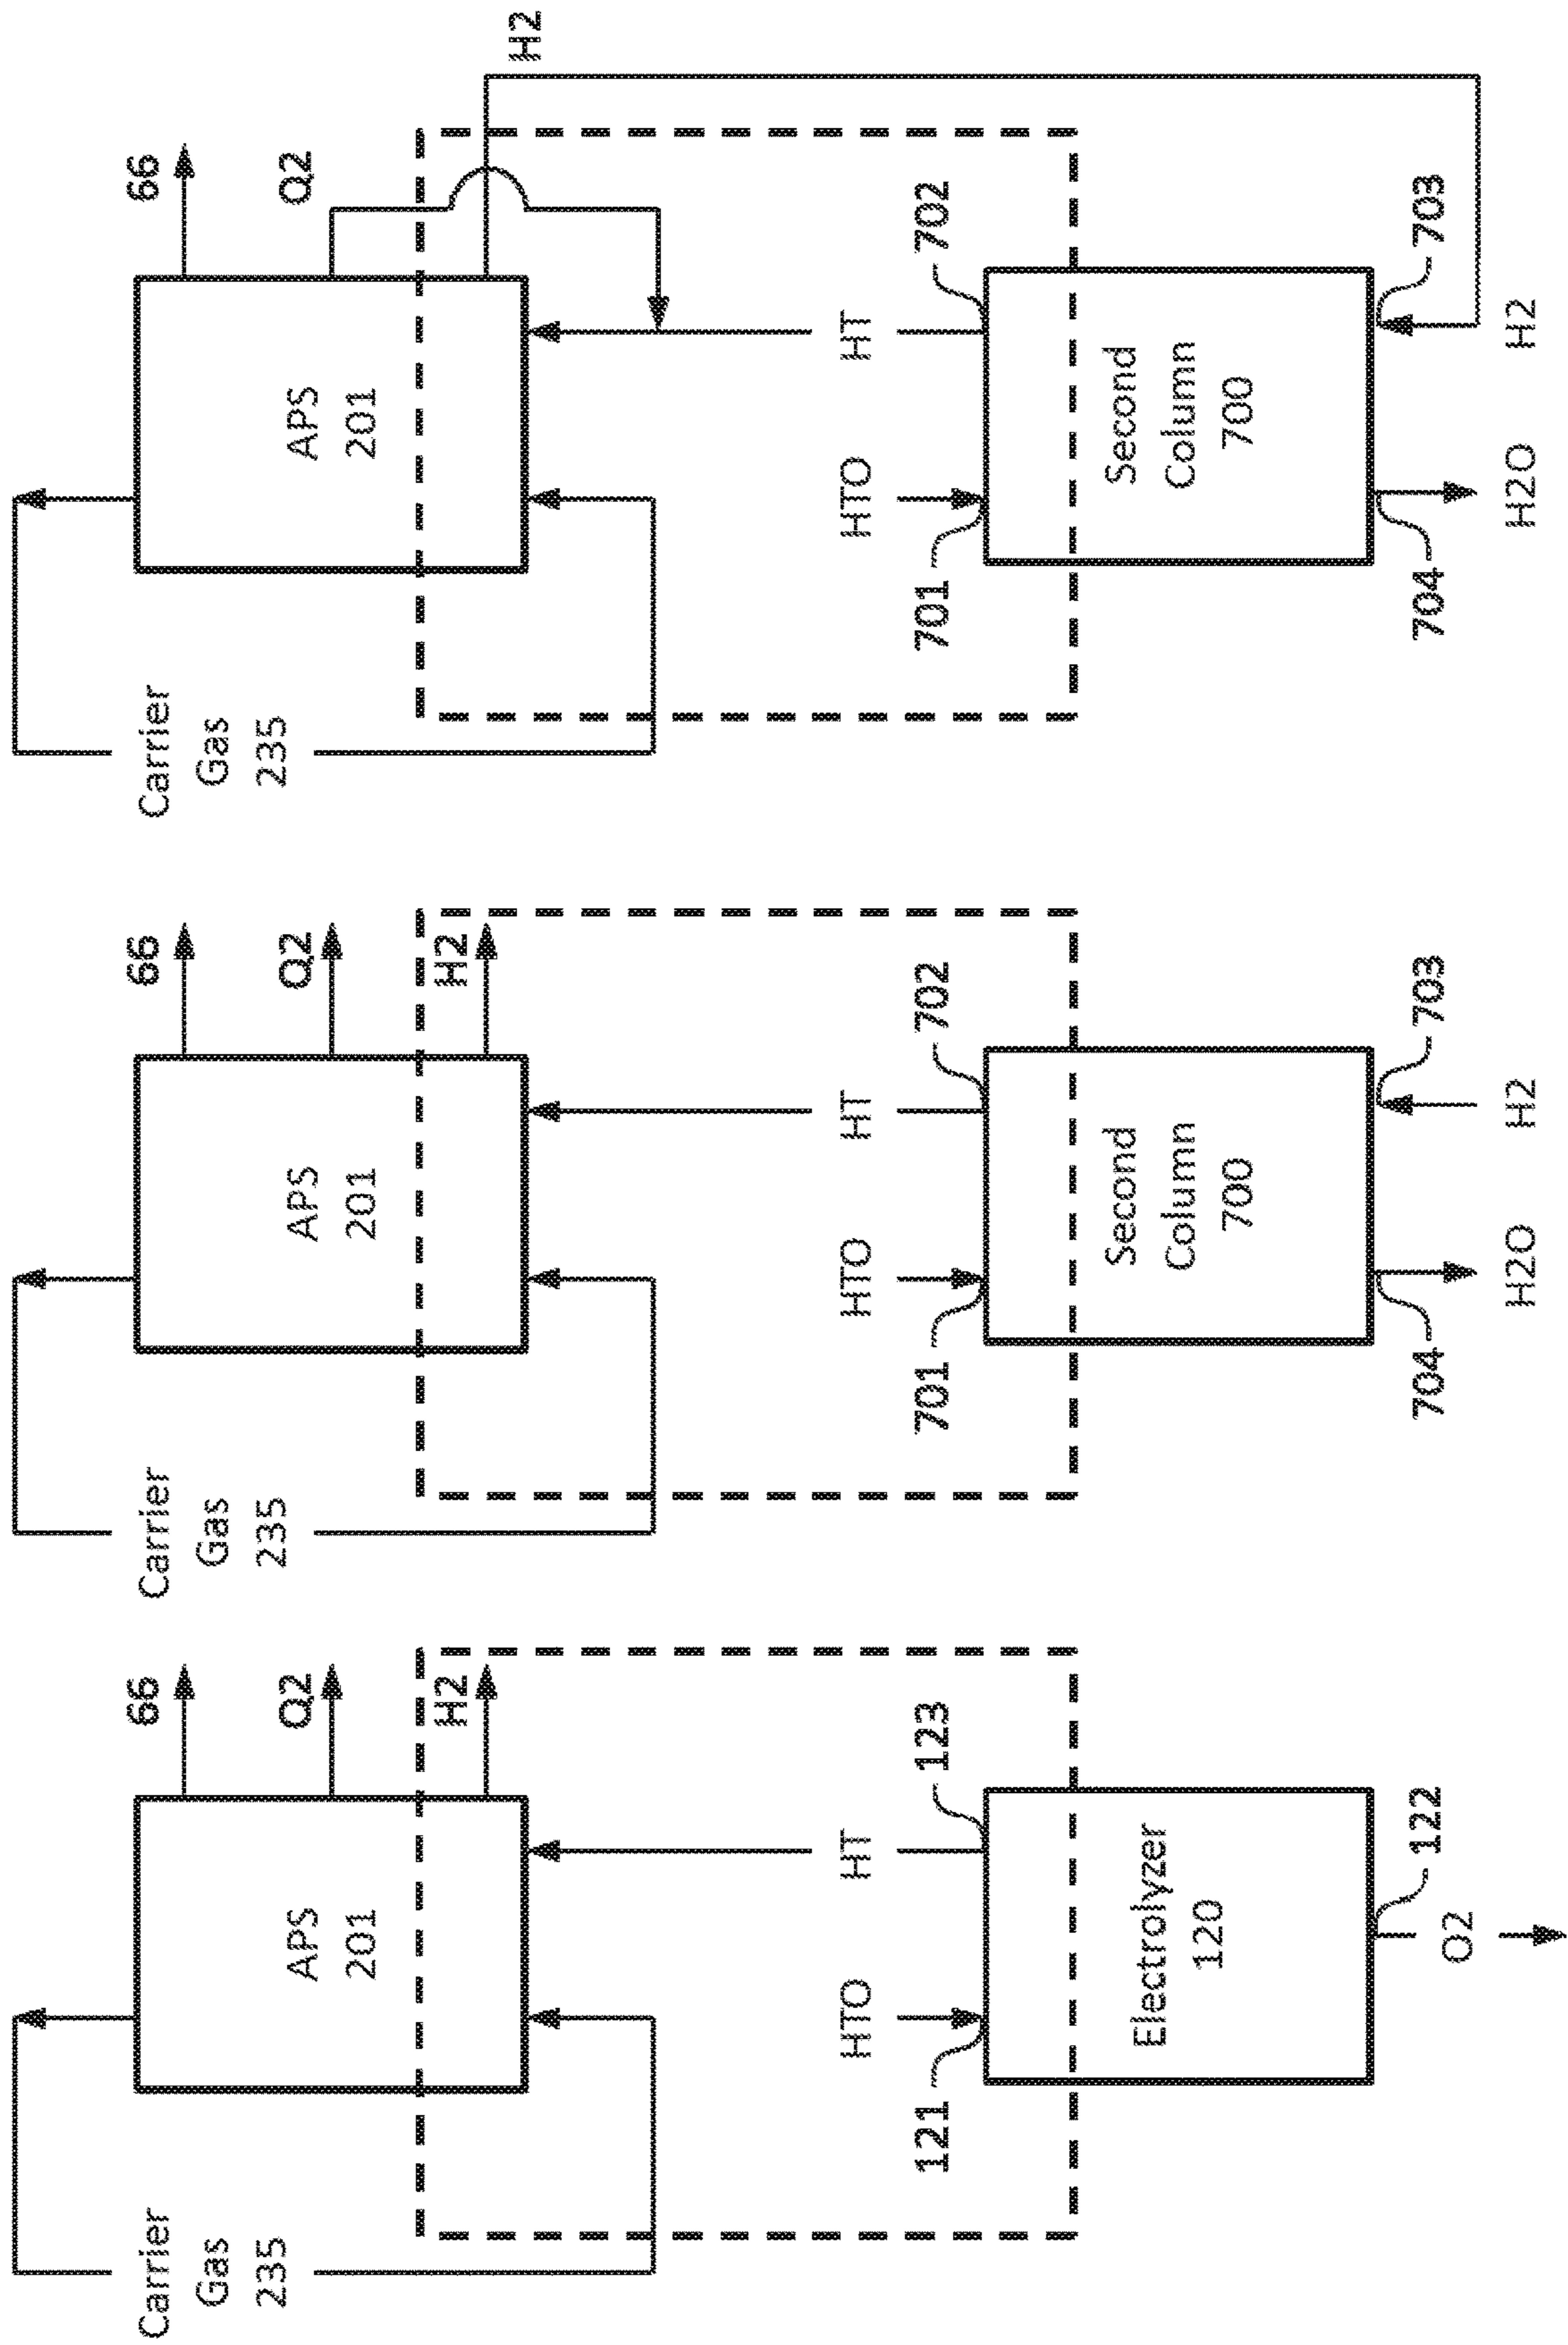 Carrier
Gas
235
66
APS
201
Q2
H2
HTO
HT
121
123
Electrolyzer
120
122
O2
Carrier
Gas
235
66
APS
201
Q2
H2
HTO
HT
701
702
Second
Column
700
704
703
H2O
H2
Carrier
Gas
235
66
APS
201
Q2
H2
HTO
HT
701
702
Second
Column
700
704
703
H2O
H2